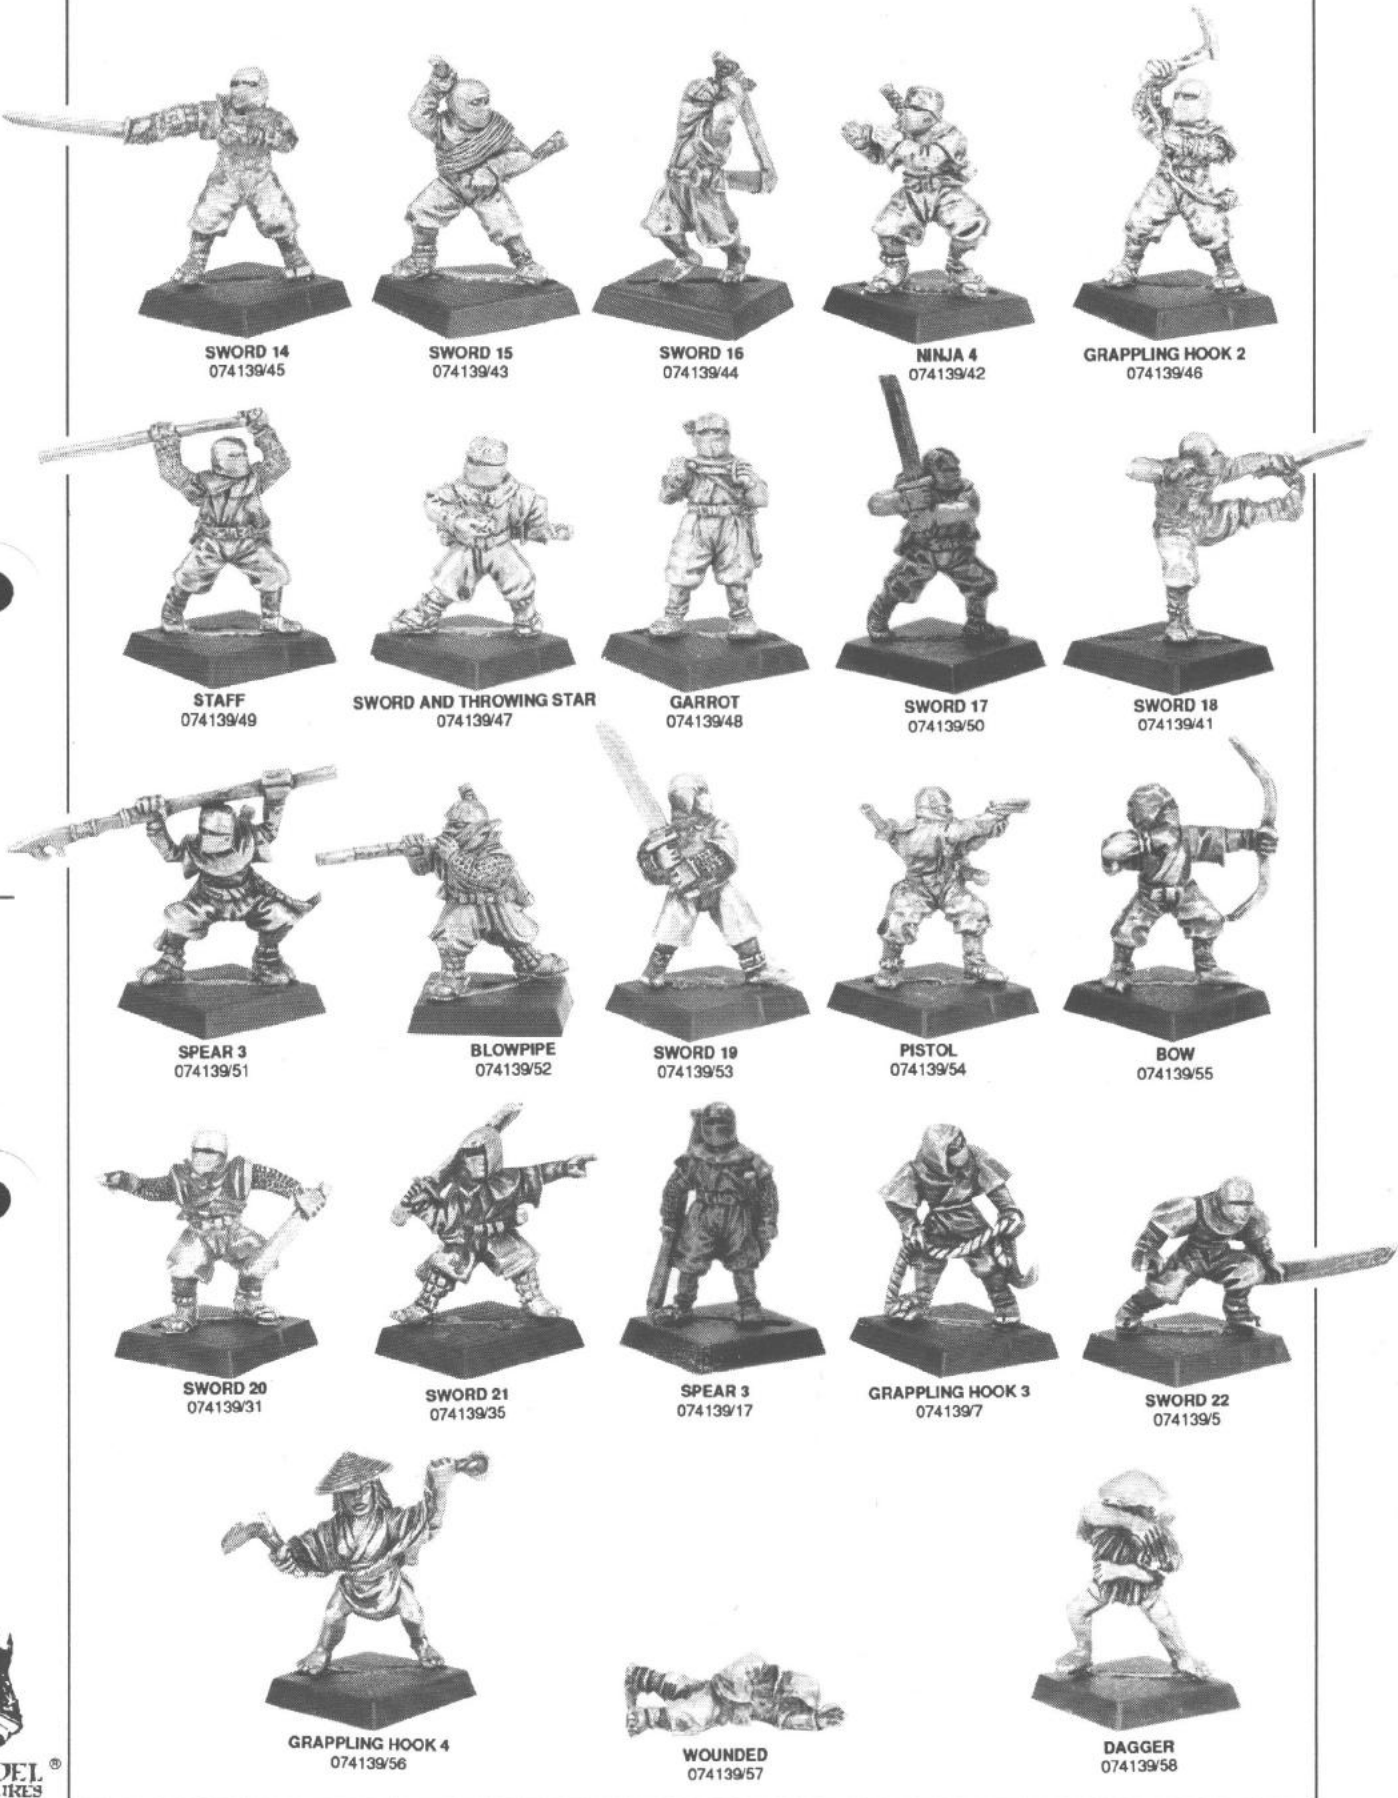 SWORD 14
074139/45
SWORD 15
074139/43
SWORD 16
074139/44
NINJA 4
074139/42
GRAPPLING HOOK 2
074139/46
STAFF
074139/49
SWORD AND THROWING STAR
074139/47
GARROT
074139/48
SWORD 17
074139/50
SWORD 18
074139/41
SPEAR 3
074139/51
BLOWPIPE
074139/52
SWORD 19
074139/53
PISTOL
074139/54
BOW
074139/55
SWORD 20
074139/31
SWORD 21
074139/35
SPEAR 3
074139/17
GRAPPLING HOOK 3
074139/7
SWORD 22
074139/5
GRAPPLING HOOK 4
074139/56
WOUNDED
074139/57
DAGGER
074139/58